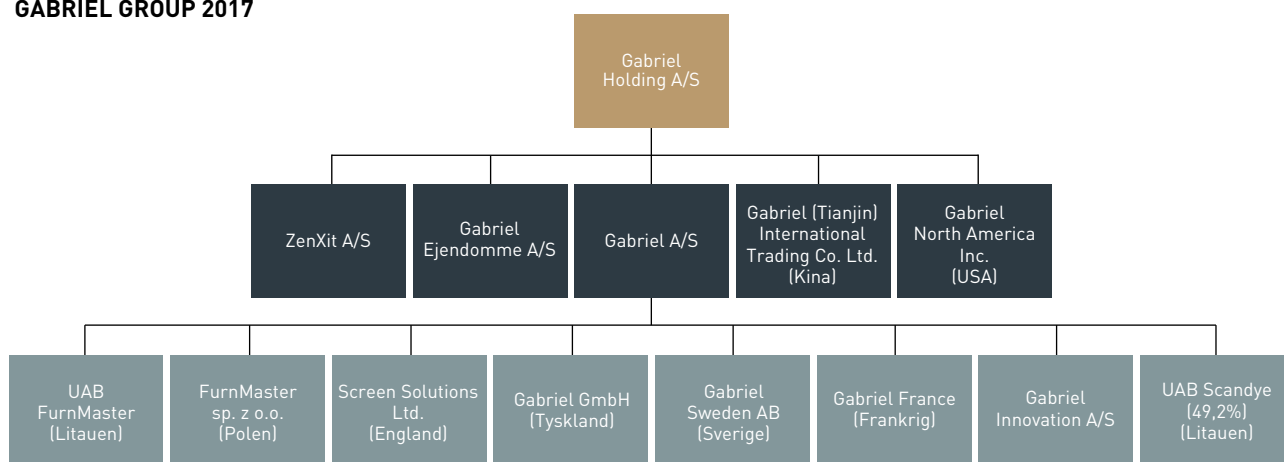 GABRIEL GROUP 2017
Gabriel
Holding A/S
ZenXit A/S
Gabriel
Ejendomme A/S
Gabriel A/S
Gabriel (Tianjin)
International
Trading Co. Ltd.
(Kina)
Gabriel
North America
Inc.
(USA)
UAB
FurnMaster
(Litauen)
FurnMaster
sp. z o.o.
(Polen)
Screen Solutions
Ltd.
(England)
Gabriel GmbH
(Tyskland)
Gabriel
Sweden AB
(Sverige)
Gabriel France
(Frankrig)
Gabriel
Innovation A/S
UAB Scandye
(49,2%)
(Litauen)